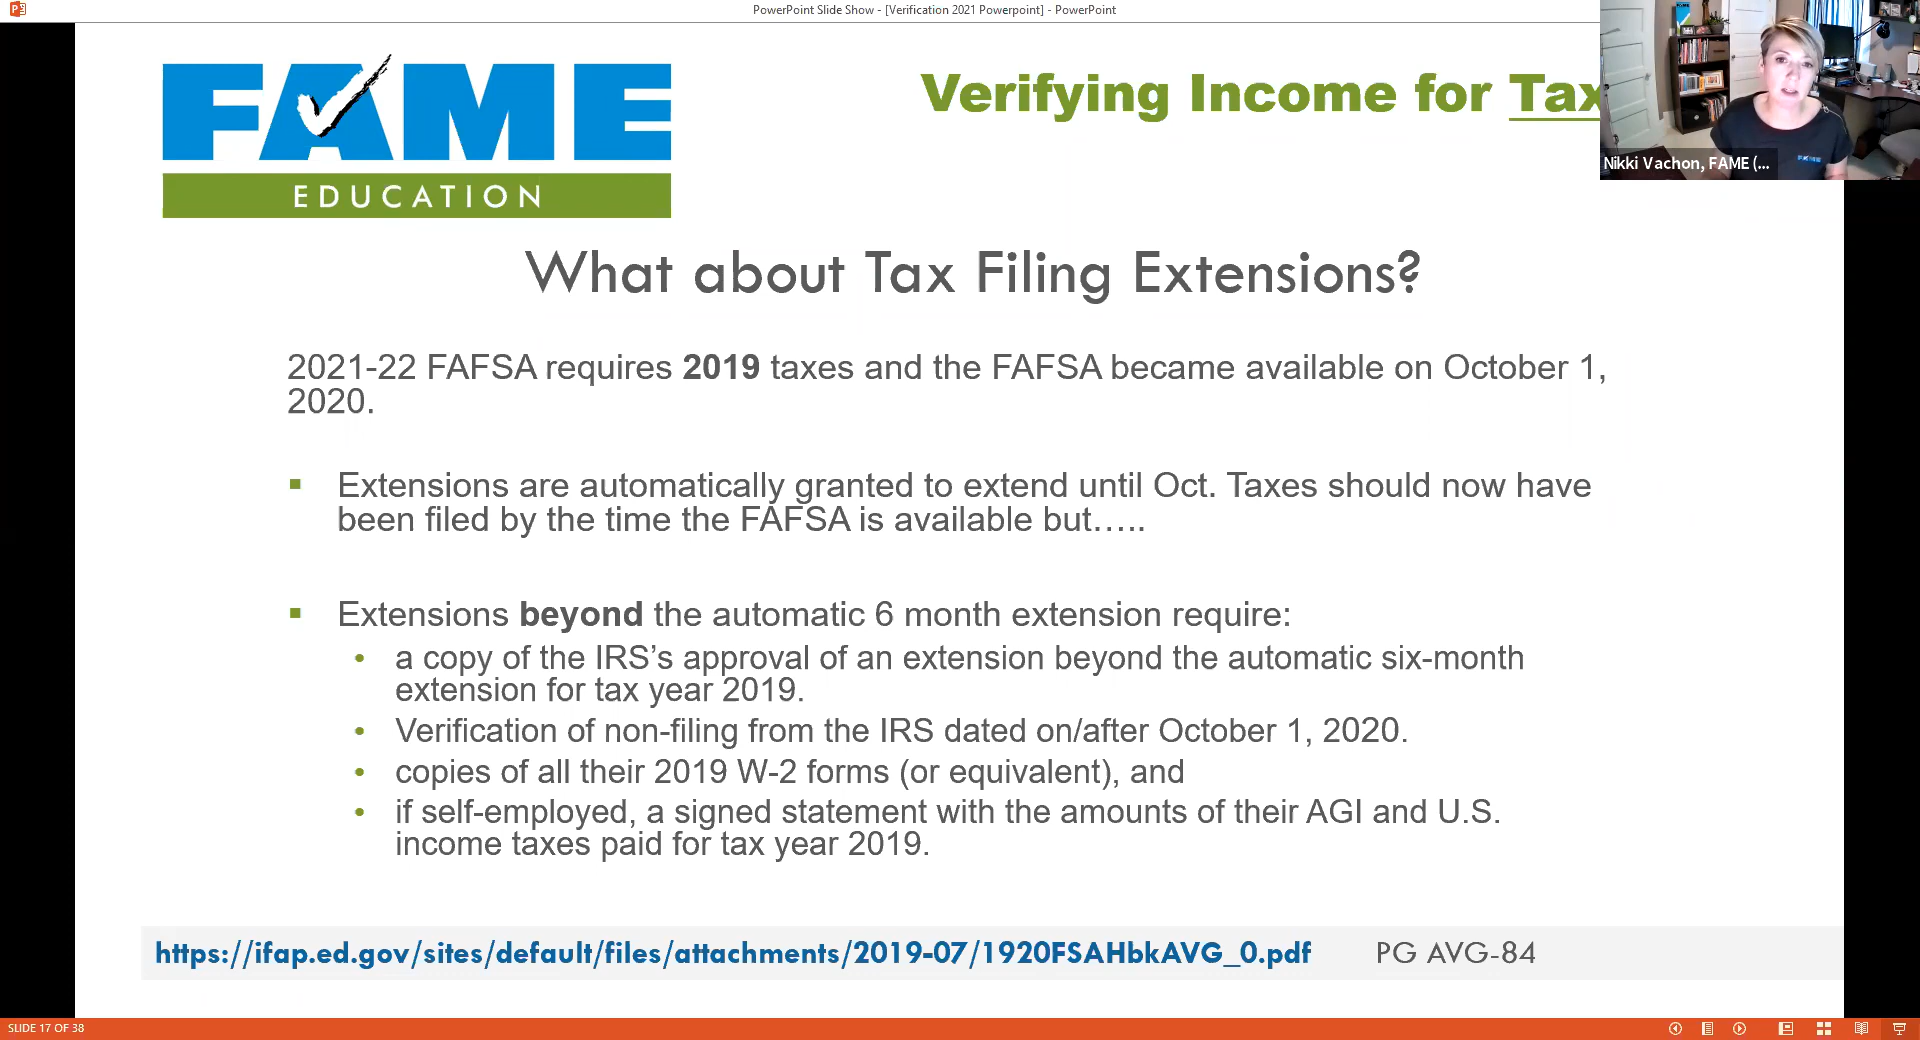 PowerPoint Slide Show - [Verification 2021 Powerpoint] - PowerPoint
FAME
EDUCATION
Verifying Income for Tax
Nikki Vachon, FAME (...
FAME
What about Tax Filing Extensions?
2021-22 FAFSA requires 2019 taxes and the FAFSA became available on October 1,
2020.
Extensions are automatically granted to extend until Oct. Taxes should now have
been filed by the time the FAFSA is available but…..
Extensions beyond the automatic 6 month extension require:
a copy of the IRS’s approval of an extension beyond the automatic six-month
extension for tax year 2019.
Verification of non-filing from the IRS dated on/after October 1, 2020.
copies of all their 2019 W-2 forms (or equivalent), and
if self-employed, a signed statement with the amounts of their AGI and U.S.
income taxes paid for tax year 2019.
https://ifap.ed.gov/sites/default/files/attachments/2019-07/1920FSAHbkAVG_0.pdf PG AVG-84
SLIDE 17 OF 38